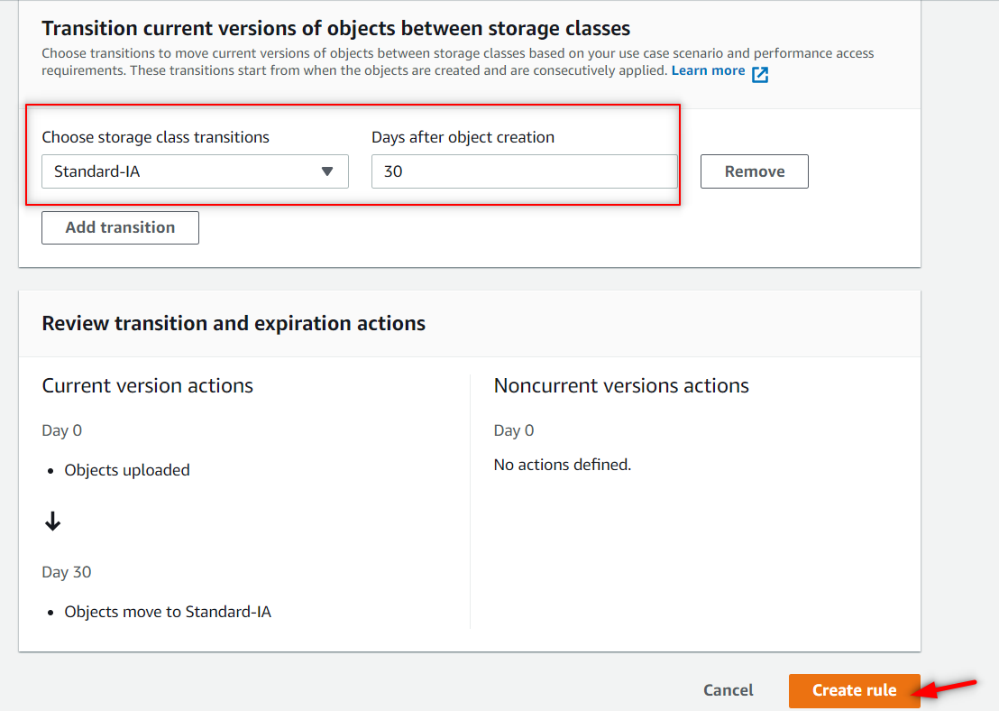 Transition current versions of objects between storage classes
Choose transitions to move current versions of objects between storage classes based on your use case scenario and performance access
requirements. These transitions start from when the objects are created and are consecutively applied. Learn more
Choose storage class transitions
Days after object creation
Standard-IA
30
Remove
Add transition
Review transition and expiration actions
Current version actions
Day 0
Objects uploaded
Day 30
Objects move to Standard-IA
Noncurrent versions actions
Day 0
No actions defined.
Cancel
Create rule